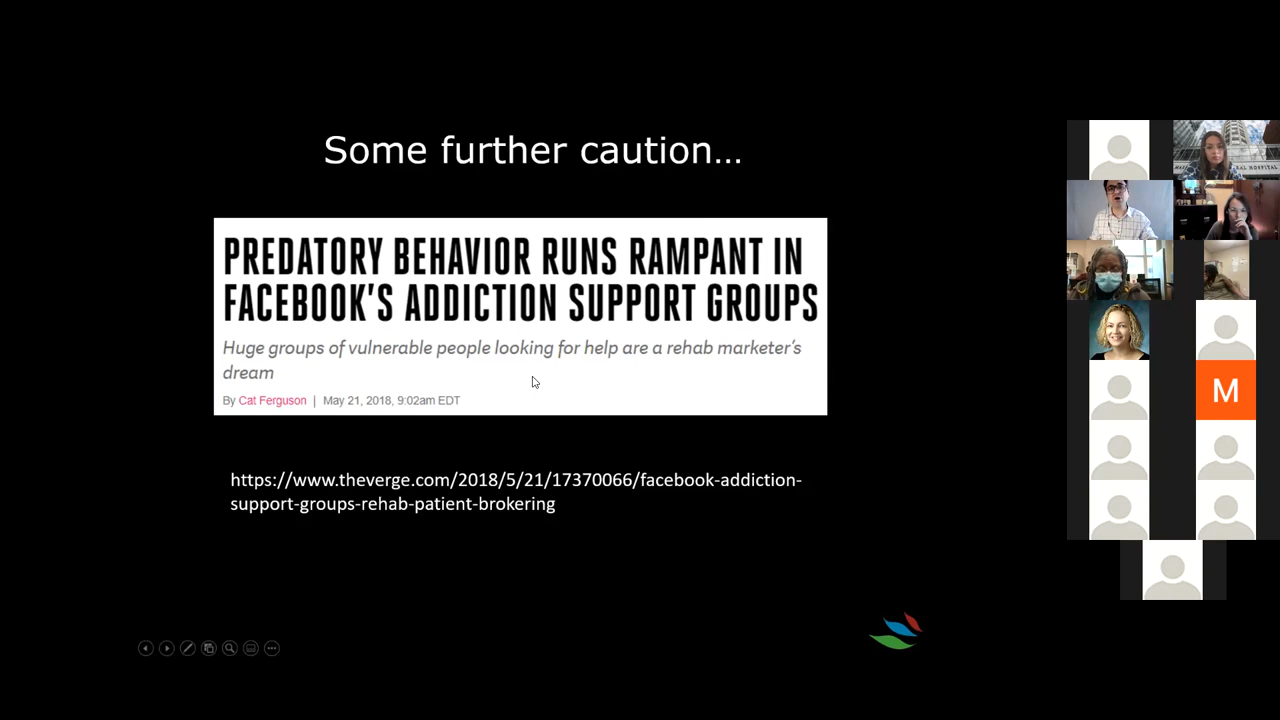 Some further caution…
PREDATORY BEHAVIOR RUNS RAMPANT IN
FACEBOOK'S ADDICTION SUPPORT GROUPS
Huge groups of vulnerable people looking for help are a rehab marketer's
dream
By Cat Ferguson | May 21, 2018, 9:02am EDT
https://www.theverge.com/2018/5/21/17370066/facebook-addiction-
support-groups-rehab-patient-brokering
HOSPITAL
M